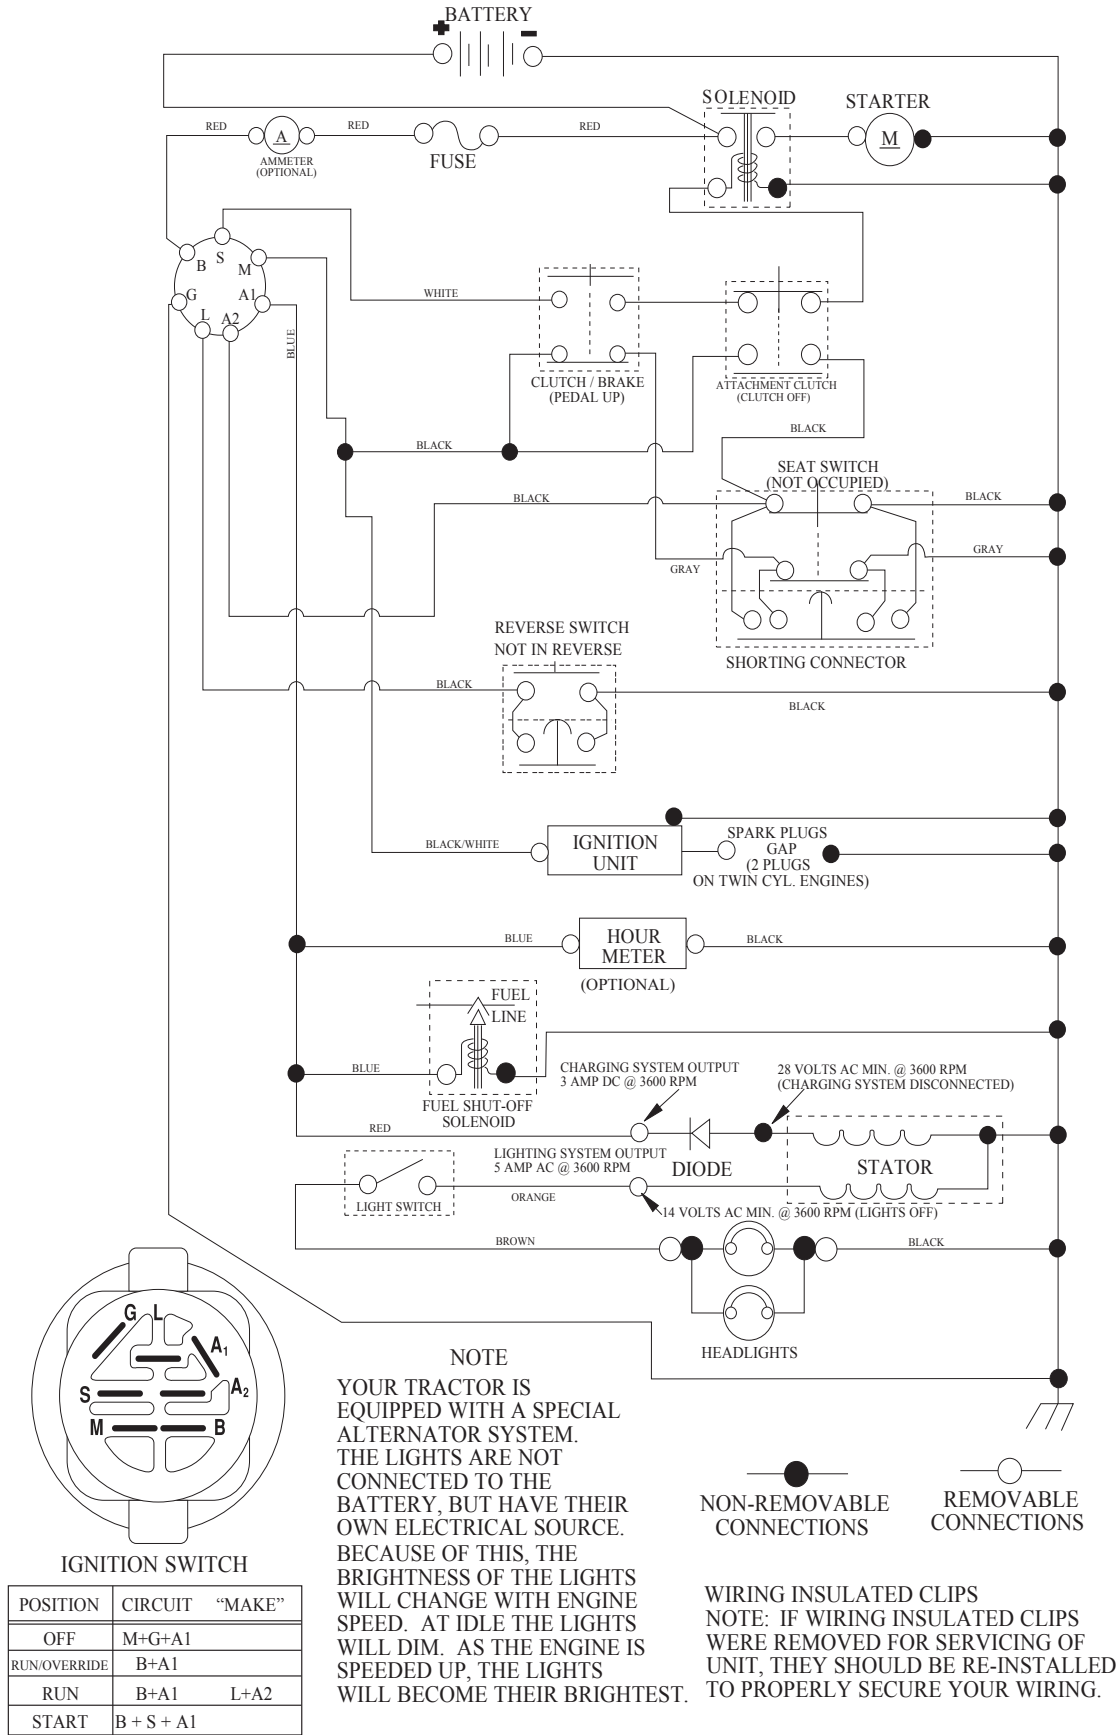 BATTERY
SOLENOID
STARTER
RED
A
RED
RED
M
AMMETER
(OPTIONAL)
FUSE
B
S
M
G
A1
L
A2
WHITE
BLUE
CLUTCH / BRAKE
(PEDAL UP)
ATTACHMENT CLUTCH
(CLUTCH OFF)
BLACK
BLACK
SEAT SWITCH
(NOT OCCUPIED)
BLACK
BLACK
GRAY
GRAY
REVERSE SWITCH
NOT IN REVERSE
SHORTING CONNECTOR
BLACK
BLACK
BLACK/WHITE
IGNITION
UNIT
SPARK PLUGS
GAP
(2 PLUGS
ON TWIN CYL. ENGINES)
BLUE
HOUR
METER
BLACK
(OPTIONAL)
FUEL
LINE
BLUE
FUEL SHUT-OFF
SOLENOID
CHARGING SYSTEM OUTPUT
3 AMP DC @ 3600 RPM
28 VOLTS AC MIN. @ 3600 RPM
(CHARGING SYSTEM DISCONNECTED)
RED
LIGHTING SYSTEM OUTPUT
5 AMP AC @ 3600 RPM
DIODE
STATOR
LIGHT SWITCH
ORANGE
14 VOLTS AC MIN. @ 3600 RPM (LIGHTS OFF)
BROWN
BLACK
HEADLIGHTS
G
L
A1
S
A2
M
B
IGNITION SWITCH
POSITION CIRCUIT "MAKE"
OFF M+G+A1
RUN/OVERRIDE B+A1
RUN B+A1 L+A2
START B + S + A1
NOTE
YOUR TRACTOR IS
EQUIPPED WITH A SPECIAL
ALTERNATOR SYSTEM.
THE LIGHTS ARE NOT
CONNECTED TO THE
BATTERY, BUT HAVE THEIR
OWN ELECTRICAL SOURCE.
BECAUSE OF THIS, THE
BRIGHTNESS OF THE LIGHTS
WILL CHANGE WITH ENGINE
SPEED. AT IDLE THE LIGHTS
WILL DIM. AS THE ENGINE IS
SPEEDED UP, THE LIGHTS
WILL BECOME THEIR BRIGHTEST.
NON-REMOVABLE
CONNECTIONS
REMOVABLE
CONNECTIONS
WIRING INSULATED CLIPS
NOTE: IF WIRING INSULATED CLIPS
WERE REMOVED FOR SERVICING OF
UNIT, THEY SHOULD BE RE-INSTALLED
TO PROPERLY SECURE YOUR WIRING.